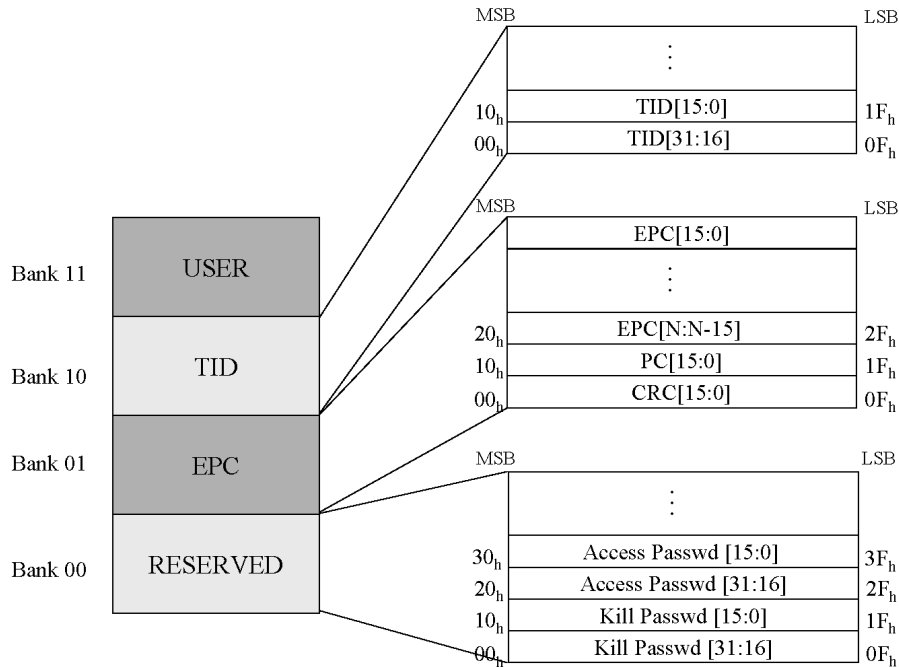 MSB LSB
⋮
10h TID[15:0] 1Fh
00h TID[31:16] 0Fh
MSB LSB
EPC[15:0]
⋮
20h EPC[N:N-15] 2Fh
10h PC[15:0] 1Fh
00h CRC[15:0] 0Fh
MSB LSB
⋮
30h Access Passwd [15:0] 3Fh
20h Access Passwd [31:16] 2Fh
10h Kill Passwd [15:0] 1Fh
00h Kill Passwd [31:16] 0Fh
Bank 11 USER
Bank 10 TID
Bank 01 EPC
Bank 00 RESERVED